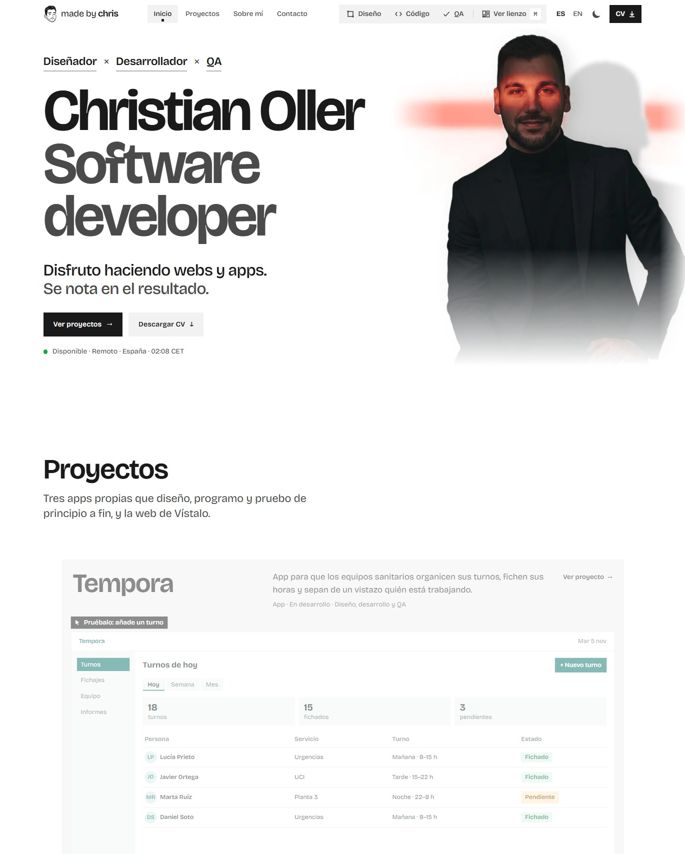 made by chris
Inicio Proyectos Sobre mí Contacto
Diseño Código QA Ver lienzo M
ES EN
CV
Diseñador × Desarrollador × QA
Christian Oller
Software
developer
Disfruto haciendo webs y apps.
Se nota en el resultado.
Ver proyectos → Descargar CV ↓
Disponible · Remoto · España · 02:08 CET
Proyectos
Tres apps propias que diseño, programo y pruebo de
principio a fin, y la web de Vístalo.
Tempora
App para que los equipos sanitarios organicen sus turnos, fichen sus
horas y sepan de un vistazo quién está trabajando.
App · En desarrollo · Diseño, desarrollo y QA
Ver proyecto →
Pruébalo: añade un turno
Tempora Mar 5 nov
Turnos
Fichajes
Equipo
Informes
Turnos de hoy + Nuevo turno
Hoy Semana Mes
18 15 3
turnos fichados pendientes
Persona Servicio Turno Estado
LP Lucía Prieto Urgencias Mañana · 8–15 h Fichado
JO Javier Ortega UCI Tarde · 15–22 h Fichado
MR Marta Ruiz Planta 3 Noche · 22–8 h Pendiente
DS Daniel Soto Urgencias Mañana · 8–15 h Fichado